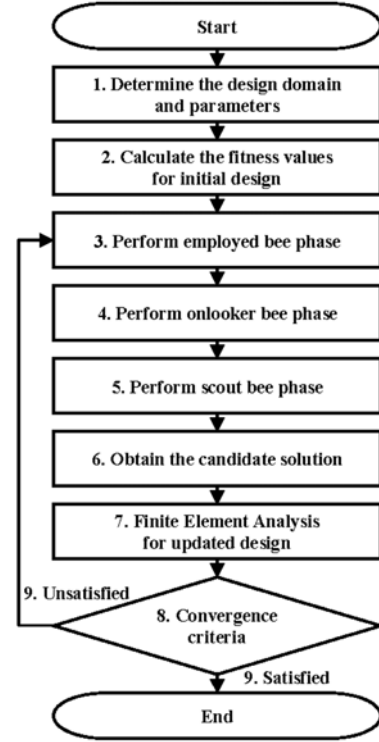 Start
1. Determine the design domain
and parameters
2. Calculate the fitness values
for initial design
3. Perform employed bee phase
4. Perform onlooker bee phase
5. Perform scout bee phase
6. Obtain the candidate solution
7. Finite Element Analysis
for updated design
9. Unsatisfied
8. Convergence
criteria
9. Satisfied
End